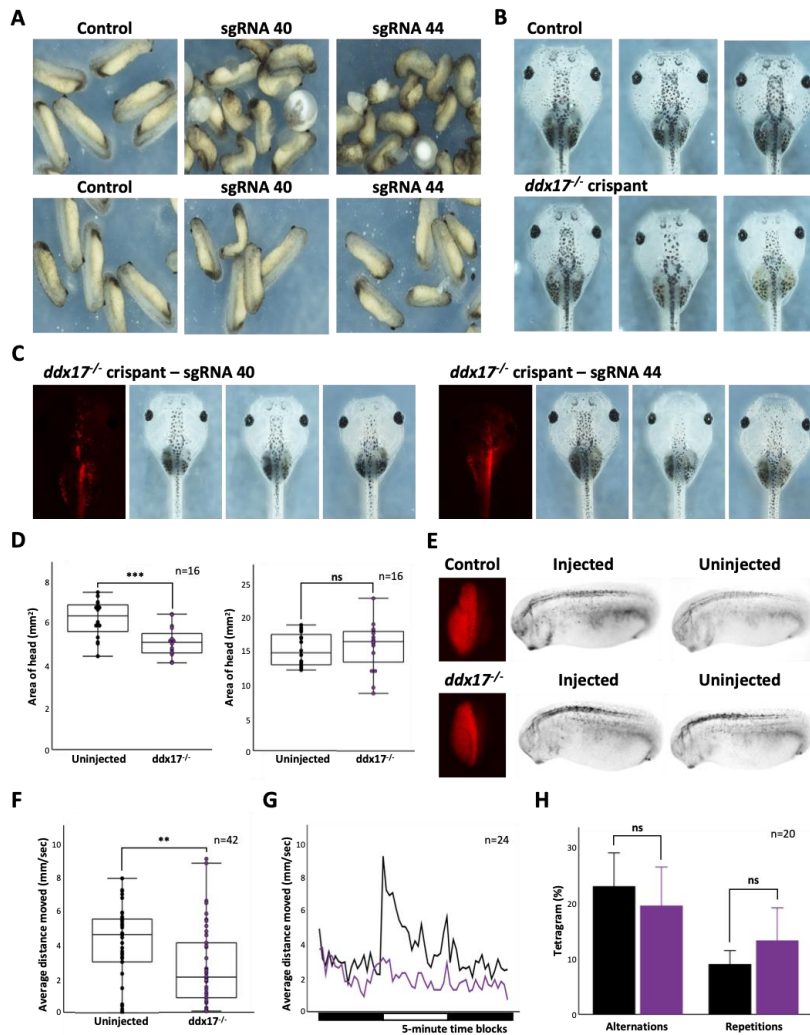 A
Control
sgRNA 40
sgRNA 44
Control
sgRNA 40
sgRNA 44
B
Control
ddx17-/- crispant
C
ddx17-/- crispant – sgRNA 40
ddx17-/- crispant – sgRNA 44
D
Area of head (mm²)
8
6
4
2
0
***
n=16
Uninjected
ddx17-/-
Area of head (mm²)
25
20
15
10
5
0
ns
n=16
Uninjected
ddx17-/-
E
Control
Injected
Uninjected
ddx17-/-
Injected
Uninjected
F
Average distance moved (mm/sec)
10
8
6
4
2
0
**
n=42
Uninjected
ddx17-/-
G
Average distance moved (mm/sec)
10
8
6
4
2
0
n=24
5-minute time blocks
H
Tetragram (%)
30
20
10
0
ns
ns
n=20
Alternations
Repetitions